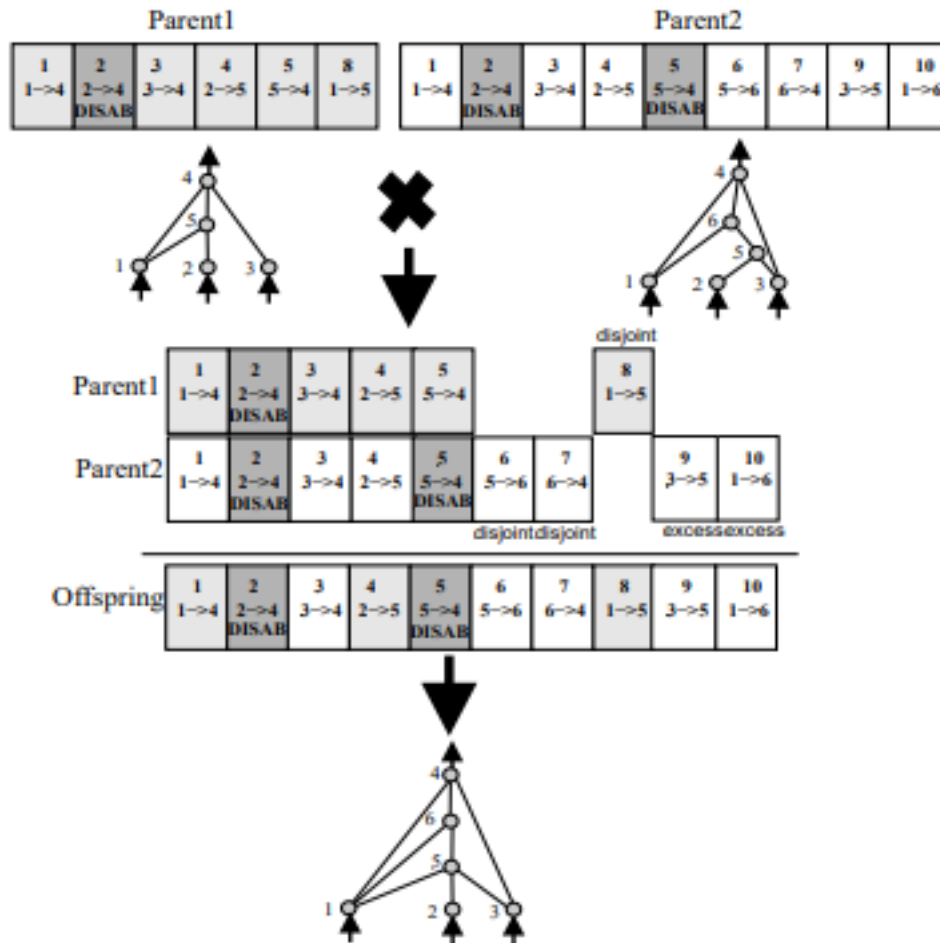 Parent1 Parent2
1 2 3 4 5 8 1 2 3 4 5 6 7 9 10
1->4 2->4 3->4 2->5 5->4 1->5 1->4 2->4 3->4 2->5 5->4 5->6 6->4 3->5 1->6
DISAB DISAB DISAB
4 4
5 6
5
1 2 3 1 2 3
disjoint
Parent1 1 2 3 4 5 8
1->4 2->4 3->4 2->5 5->4 1->5
DISAB
Parent2 1 2 3 4 5 6 7 9 10
1->4 2->4 3->4 2->5 5->4 5->6 6->4 3->5 1->6
DISAB DISAB
disjoint disjoint excess excess
Offspring 1 2 3 4 5 6 7 8 9 10
1->4 2->4 3->4 2->5 5->4 5->6 6->4 1->5 3->5 1->6
DISAB DISAB
4
6
5
1 2 3